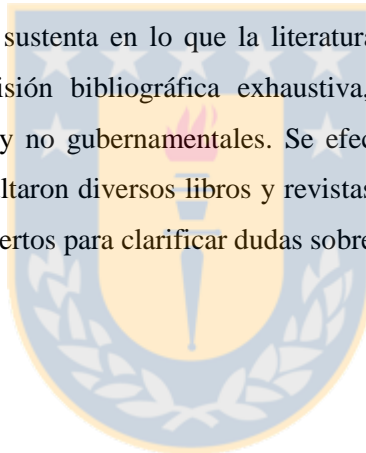 sustenta en lo que la literatura
isión bibliográfica exhaustiva,
y no gubernamentales. Se efec
ltaron diversos libros y revistas
ertos para clarificar dudas sobre